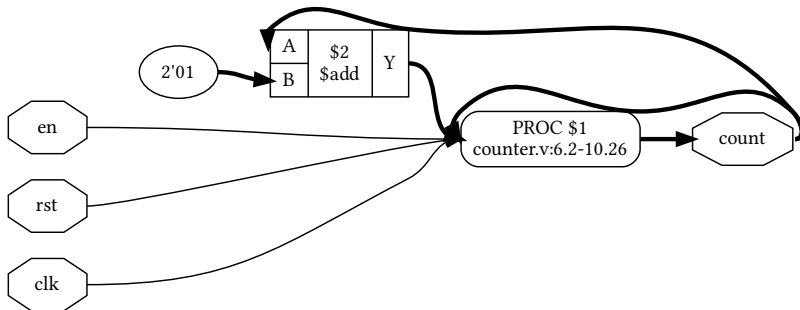 A
B
$2
$add
Y
2'01
en
PROC $1
counter.v:6.2-10.26
count
rst
clk